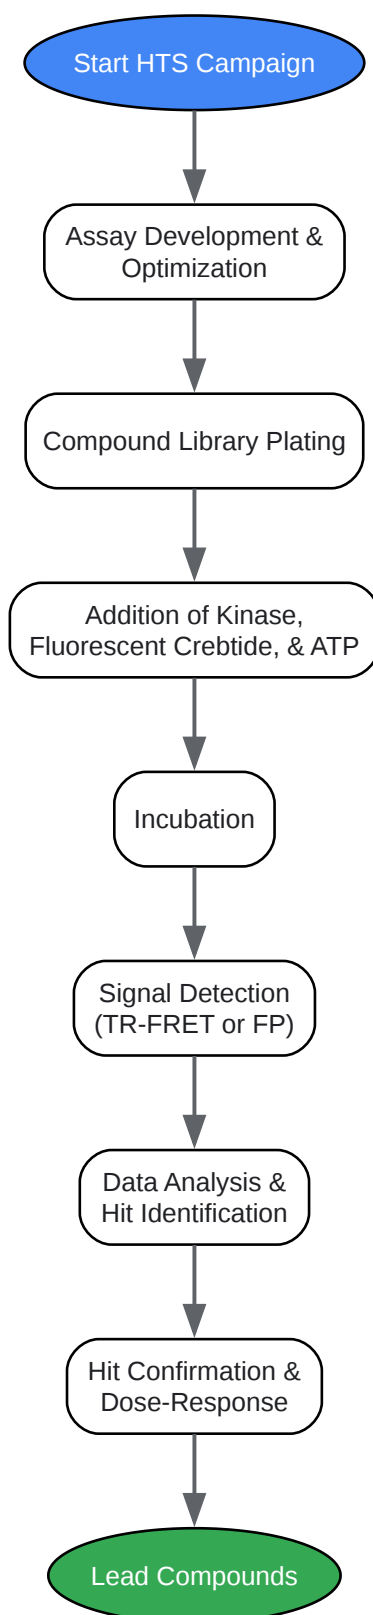 Start HTS Campaign
Assay Development &
Optimization
Compound Library Plating
Addition of Kinase,
Fluorescent Crebtide, & ATP
Incubation
Signal Detection
(TR-FRET or FP)
Data Analysis &
Hit Identification
Hit Confirmation &
Dose-Response
Lead Compounds